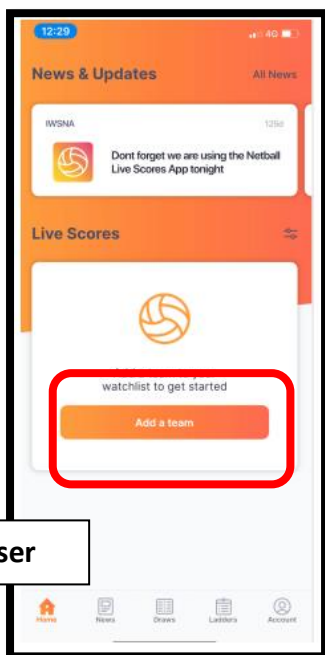 12:29
4G
News & Updates
All News
IWSNA
125d
Dont forget we are using the Netball
Live Scores App tonight
Live Scores
watchlist to get started
Add a team
ser
Home
News
Draws
Ladders
Account